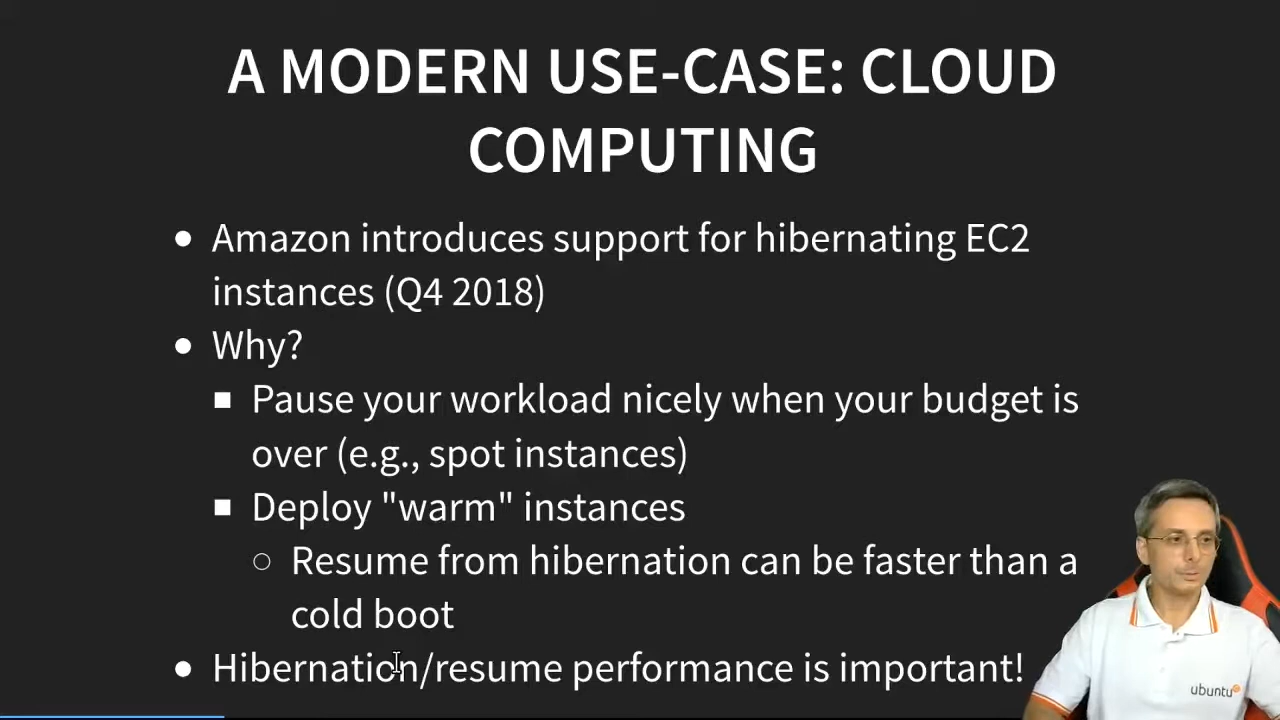 A MODERN USE-CASE: CLOUD
COMPUTING
Amazon introduces support for hibernating EC2
instances (Q4 2018)
Why?
Pause your workload nicely when your budget is
over (e.g., spot instances)
Deploy "warm" instances
Resume from hibernation can be faster than a
cold boot
Hibernation/resume performance is important!
ubuntu